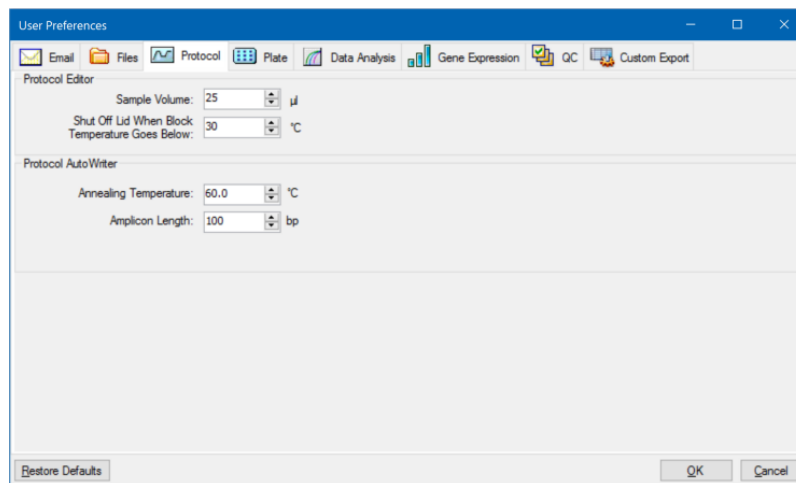 User Preferences
Email Files Protocol Plate Data Analysis Gene Expression QC Custom Export
Protocol Editor
Sample Volume: 25 µl
Shut Off Lid When Block
Temperature Goes Below: 30 °C
Protocol AutoWriter
Annealing Temperature: 60.0 °C
Amplicon Length: 100 bp
Restore Defaults OK Cancel